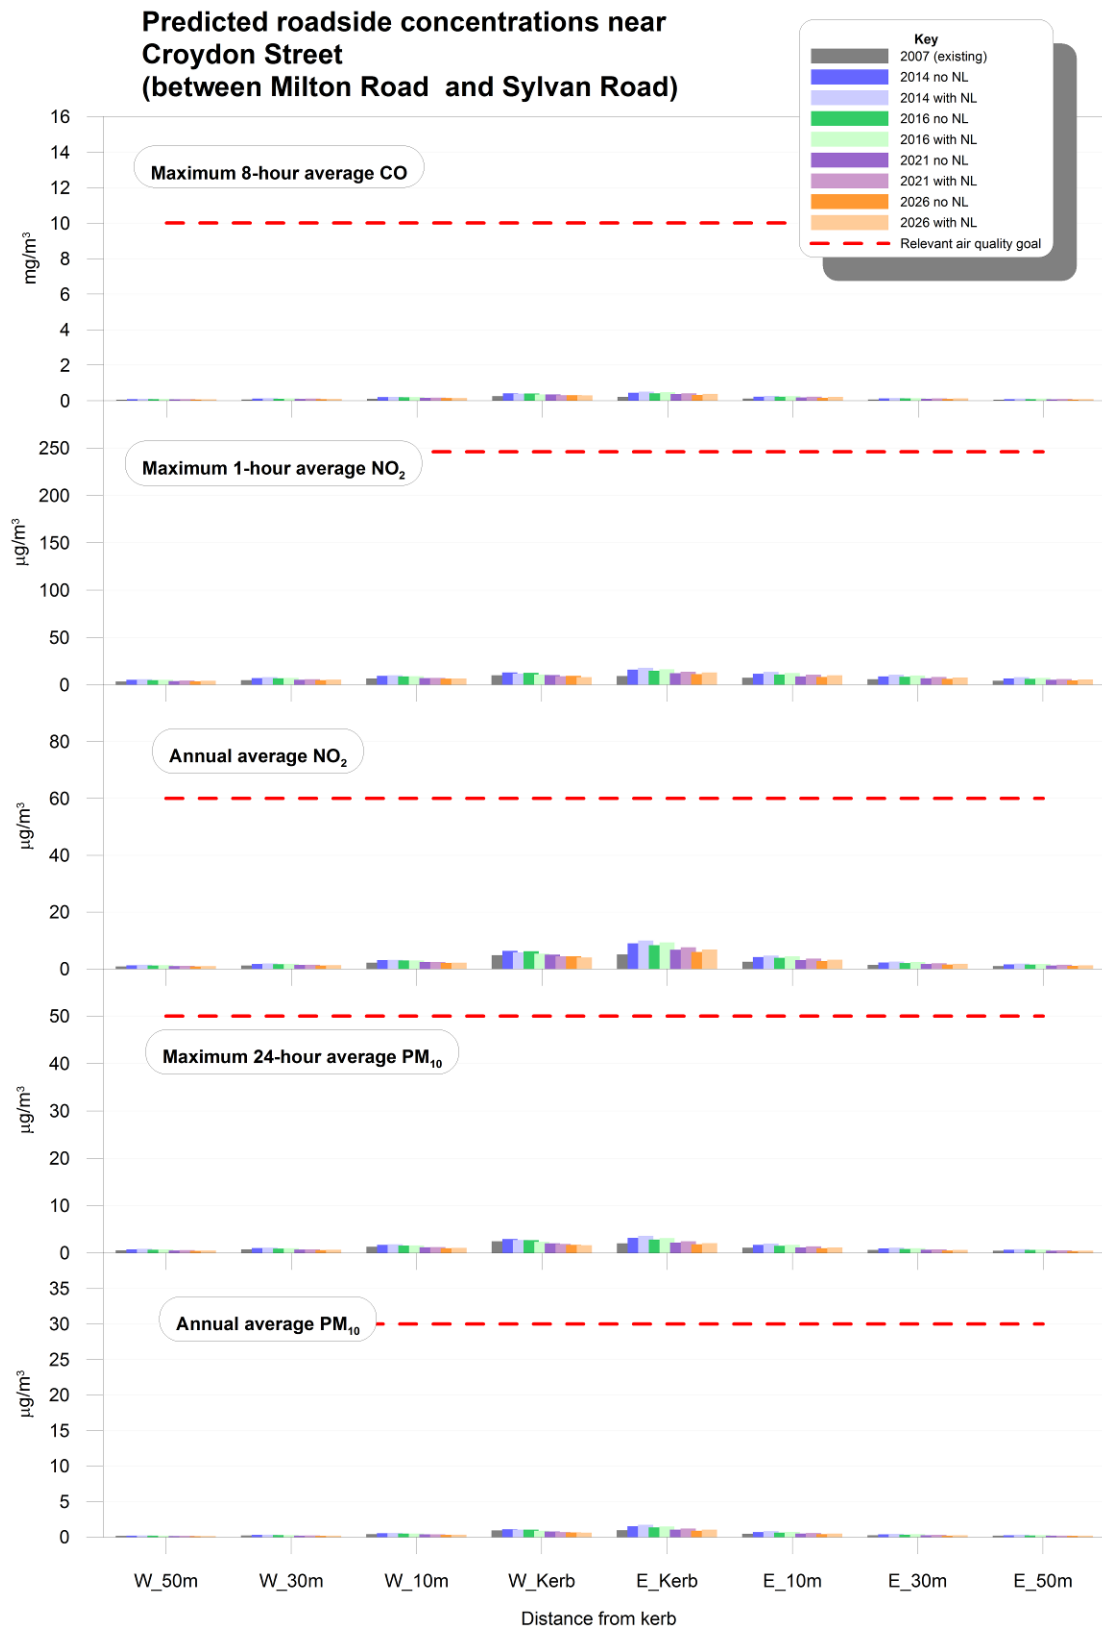 Predicted roadside concentrations near
Croydon Street
(between Milton Road and Sylvan Road)
Key
2007 (existing)
2014 no NL
2014 with NL
2016 no NL
2016 with NL
2021 no NL
2021 with NL
2026 no NL
2026 with NL
Relevant air quality goal
Maximum 8-hour average CO
mg/m³
16
14
12
10
8
6
4
2
0
Maximum 1-hour average NO₂
µg/m³
250
200
150
100
50
0
Annual average NO₂
µg/m³
80
60
40
20
0
Maximum 24-hour average PM₁₀
µg/m³
50
40
30
20
10
0
Annual average PM₁₀
µg/m³
35
30
25
20
15
10
5
0
W_50m W_30m W_10m W_Kerb E_Kerb E_10m E_30m E_50m
Distance from kerb